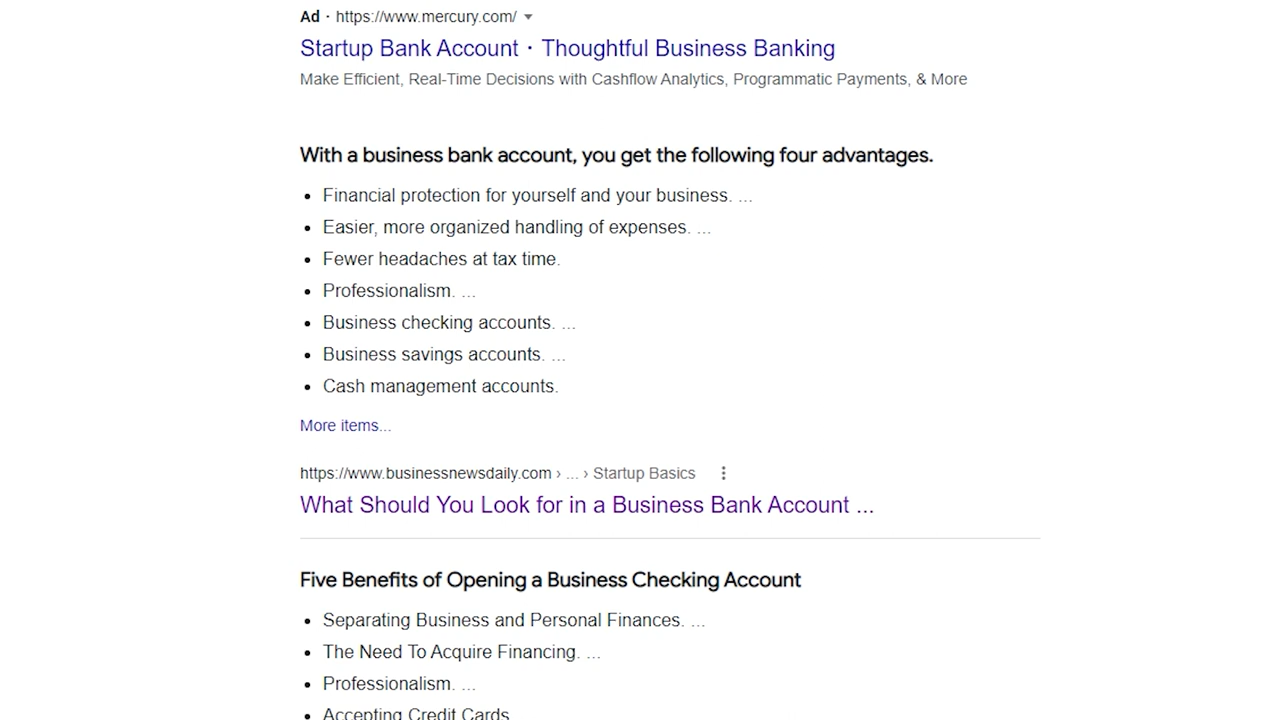 Ad · https://www.mercury.com/
Startup Bank Account · Thoughtful Business Banking
Make Efficient, Real-Time Decisions with Cashflow Analytics, Programmatic Payments, & More
With a business bank account, you get the following four advantages.
• Financial protection for yourself and your business. ...
• Easier, more organized handling of expenses. ...
• Fewer headaches at tax time.
• Professionalism. ...
• Business checking accounts. ...
• Business savings accounts. ...
• Cash management accounts.
More items...
https://www.businessnewsdaily.com › ... › Startup Basics
What Should You Look for in a Business Bank Account ...
Five Benefits of Opening a Business Checking Account
• Separating Business and Personal Finances. ...
• The Need To Acquire Financing. ...
• Professionalism. ...
• Accepting Credit Cards